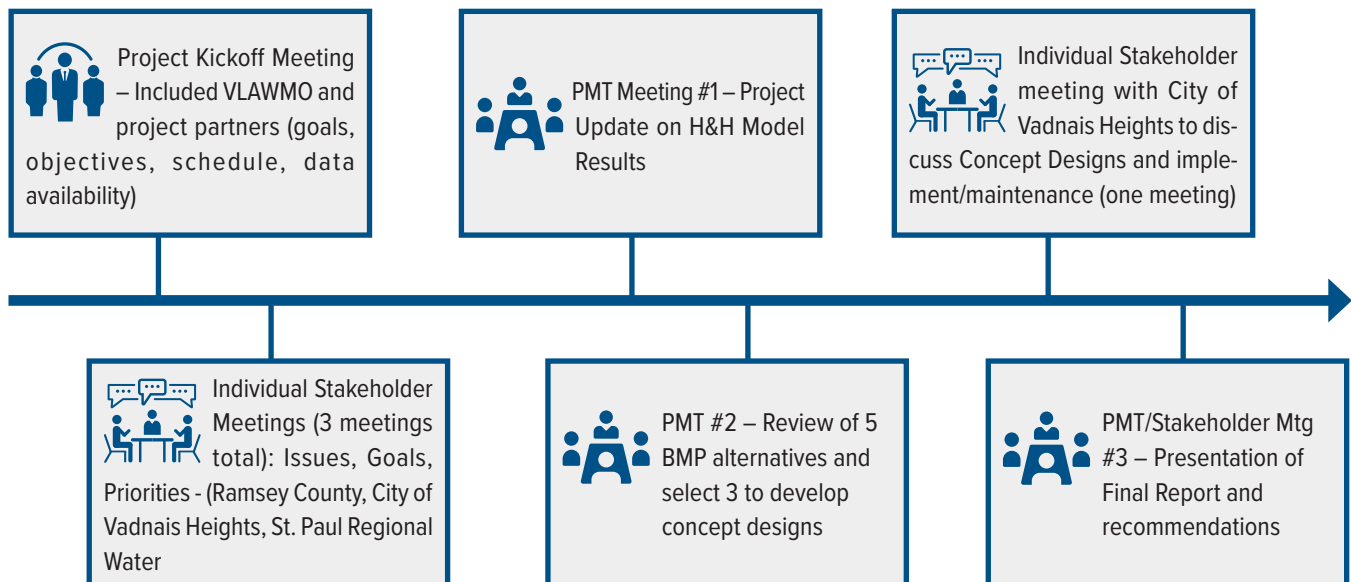 Project Kickoff Meeting
– Included VLAWMO and
project partners (goals,
objectives, schedule, data
availability)
Individual Stakeholder
Meetings (3 meetings
total): Issues, Goals,
Priorities - (Ramsey County, City of
Vadnais Heights, St. Paul Regional
Water
PMT Meeting #1 – Project
Update on H&H Model
Results
PMT #2 – Review of 5
BMP alternatives and
select 3 to develop
concept designs
Individual Stakeholder
meeting with City of
Vadnais Heights to dis-
cuss Concept Designs and imple-
ment/maintenance (one meeting)
PMT/Stakeholder Mtg
#3 – Presentation of
Final Report and
recommendations